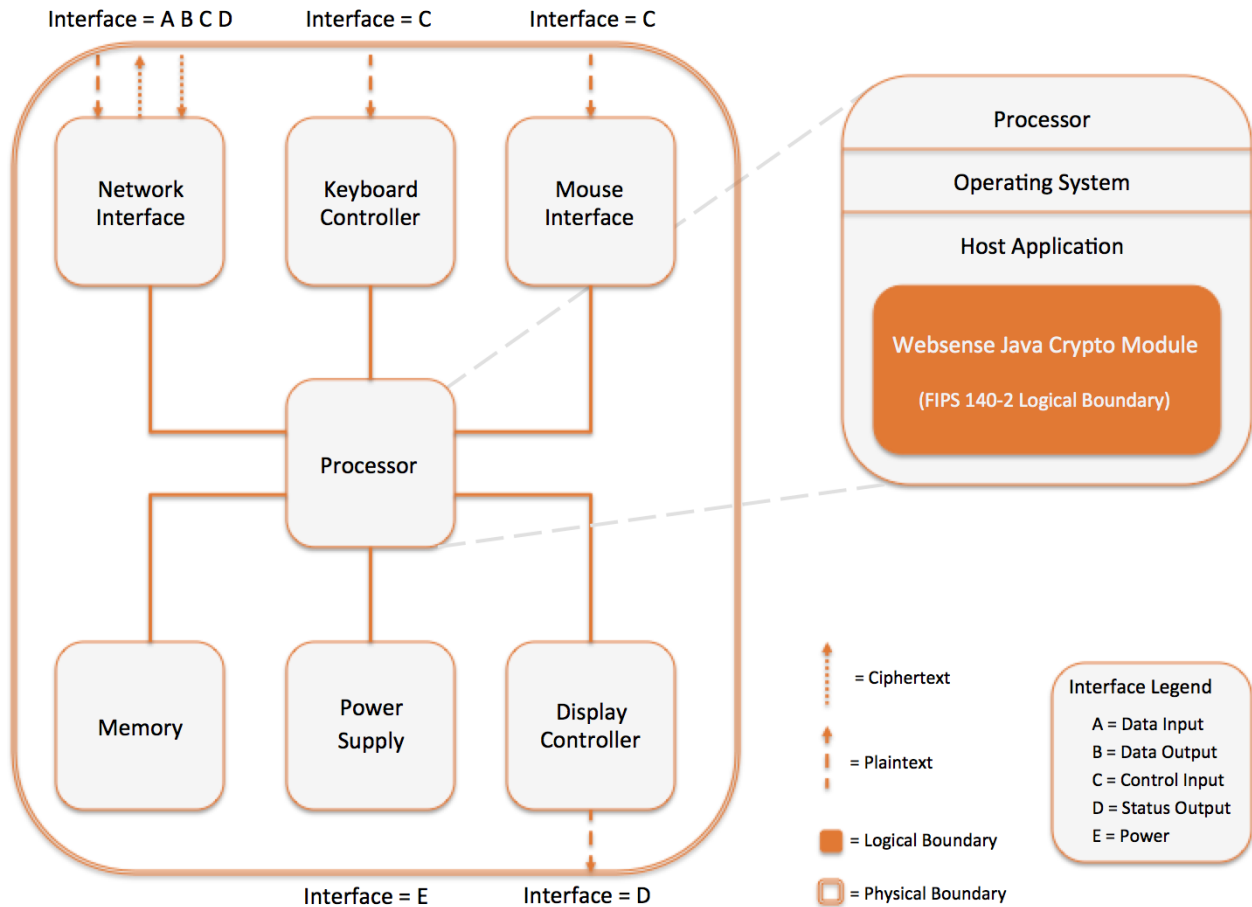 Interface = A B C D
Interface = C
Interface = C
Network
Interface
Keyboard
Controller
Mouse
Interface
Processor
Memory
Power
Supply
Display
Controller
Interface = E
Interface = D
Processor
Operating System
Host Application
Websense Java Crypto Module
(FIPS 140-2 Logical Boundary)
= Ciphertext
= Plaintext
= Logical Boundary
= Physical Boundary
Interface Legend
A = Data Input
B = Data Output
C = Control Input
D = Status Output
E = Power